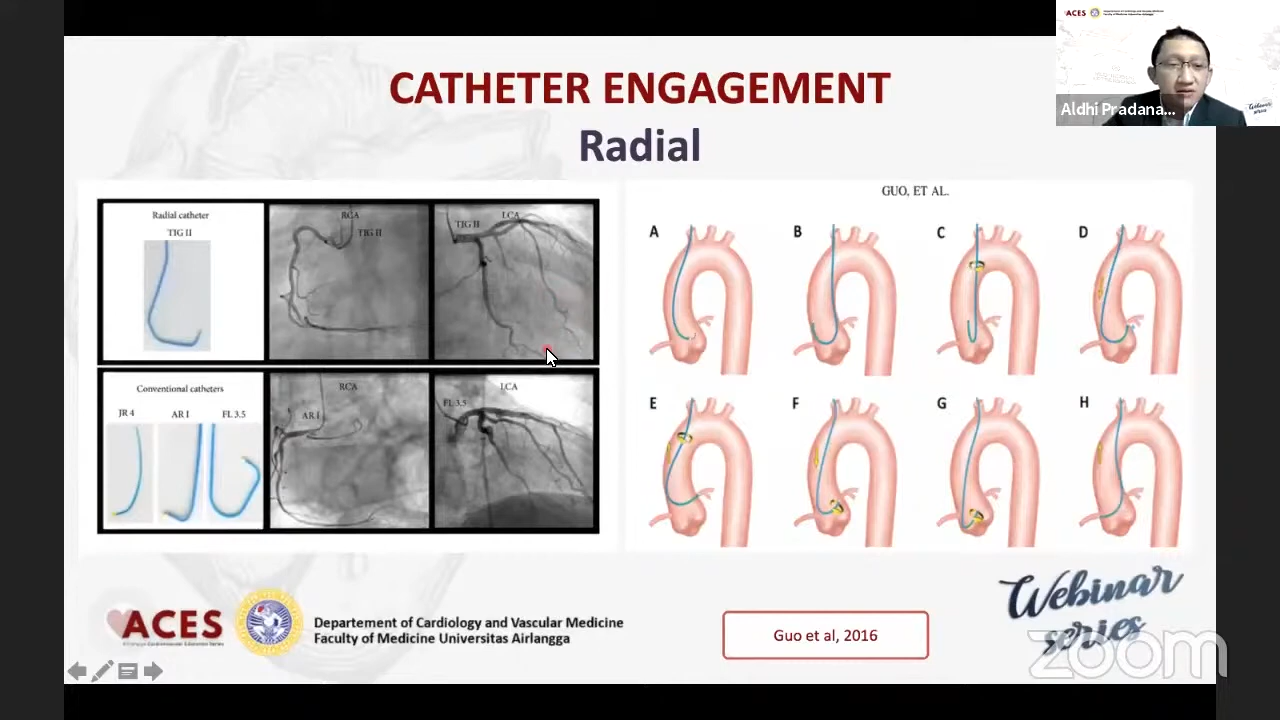 CATHETER ENGAGEMENT
Radial
ACES
Aldhi Pradana...
Webinar
series
Radial catheter
TIG II
RCA
TIG II
LCA
TIG II
Conventional catheters
JR 4
AR I
FL 3.5
RCA
AR I
LCA
FL 3.5
GUO, ET AL.
A
B
C
D
E
F
G
H
ACES
Departement of Cardiology and Vascular Medicine
Faculty of Medicine Universitas Airlangga
Guo et al, 2016
Webinar
series
zoom